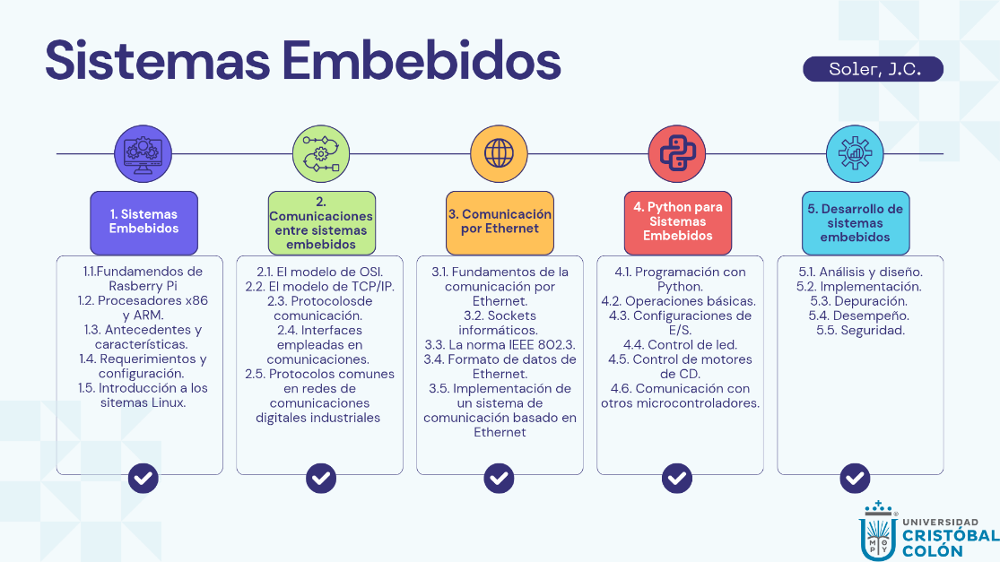 Sistemas Embebidos
Soler, J.C.
1. Sistemas
Embebidos
1.1.Fundamendos de
Rasberry Pi
1.2. Procesadores x86
y ARM.
1.3. Antecedentes y
características.
1.4. Requerimientos y
configuración.
1.5. Introducción a los
sitemas Linux.
2.
Comunicaciones
entre sistemas
embebidos
2.1. El modelo de OSI.
2.2. El modelo de TCP/IP.
2.3. Protocolosde
comunicación.
2.4. Interfaces
empleadas en
comunicaciones.
2.5. Protocolos comunes
en redes de
comunicaciones
digitales industriales
3. Comunicación
por Ethernet
3.1. Fundamentos de la
comunicación por
Ethernet.
3.2. Sockets
informáticos.
3.3. La norma IEEE 802.3.
3.4. Formato de datos de
Ethernet.
3.5. Implementación de
un sistema de
comunicación basado en
Ethernet
4. Python para
Sistemas
Embebidos
4.1. Programación con
Python.
4.2. Operaciones básicas.
4.3. Configuraciones de
E/S.
4.4. Control de led.
4.5. Control de motores
de CD.
4.6. Comunicación con
otros microcontroladores.
5. Desarrollo de
sistemas
embebidos
5.1. Análisis y diseño.
5.2. Implementación.
5.3. Depuración.
5.4. Desempeño.
5.5. Seguridad.
M O
P Y
®
UNIVERSIDAD
CRISTÓBAL
COLÓN